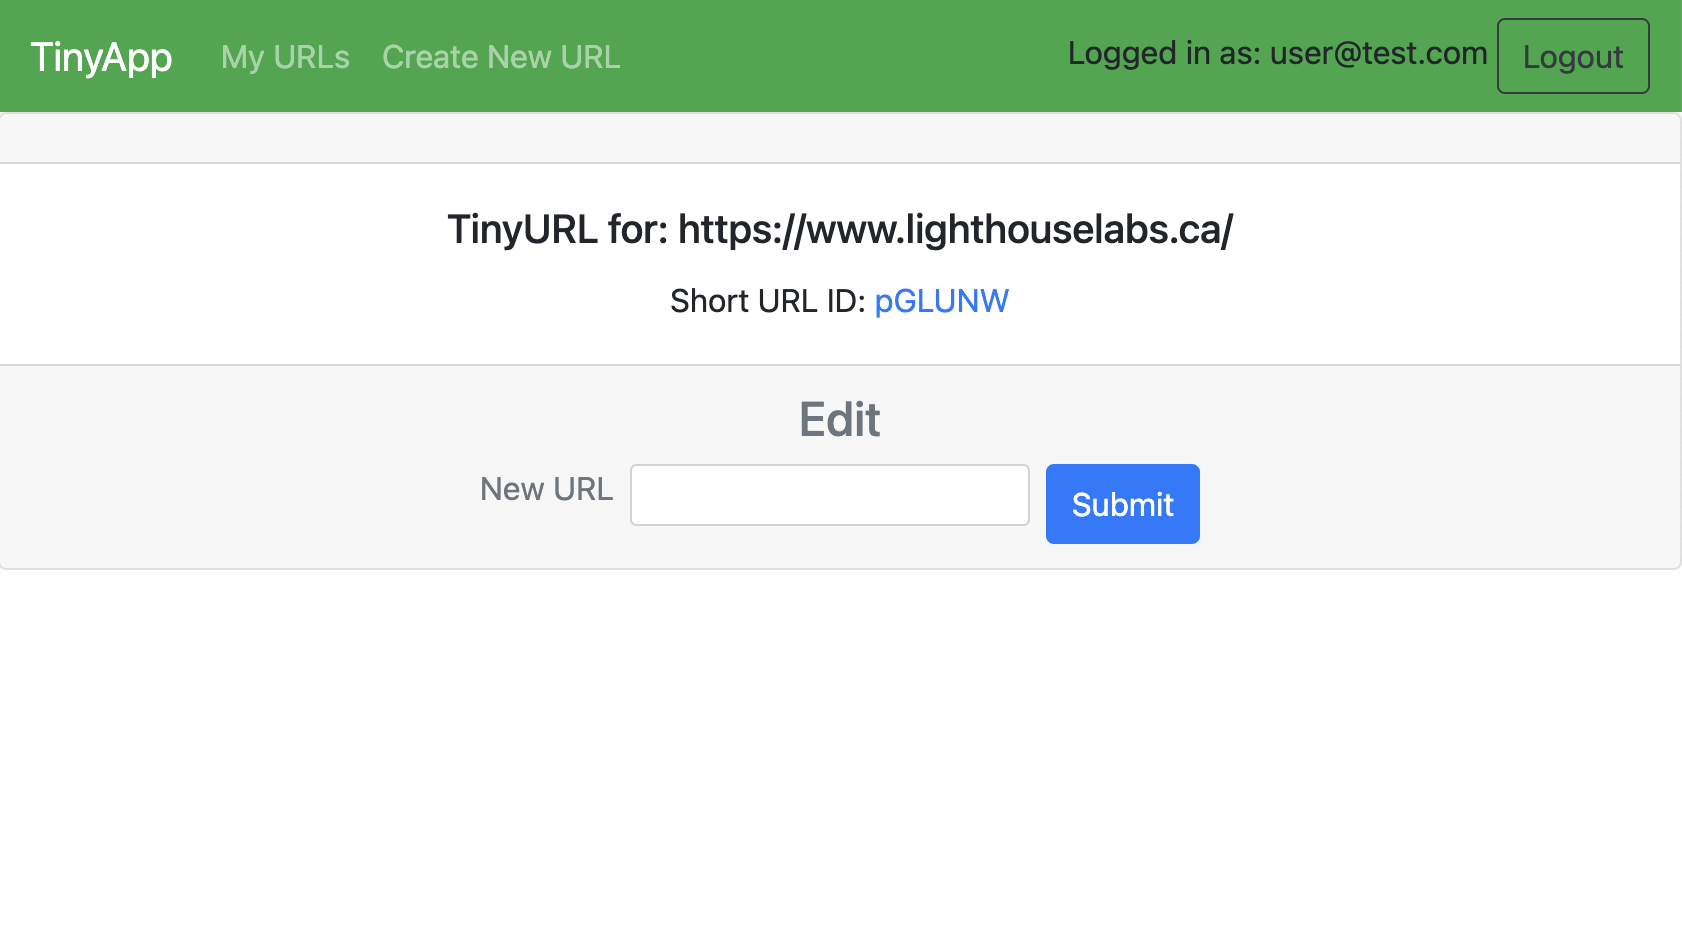 TinyApp My URLs Create New URL Logged in as: user@test.com Logout
TinyURL for: https://www.lighthouselabs.ca/
Short URL ID: pGLUNW
Edit
New URL Submit